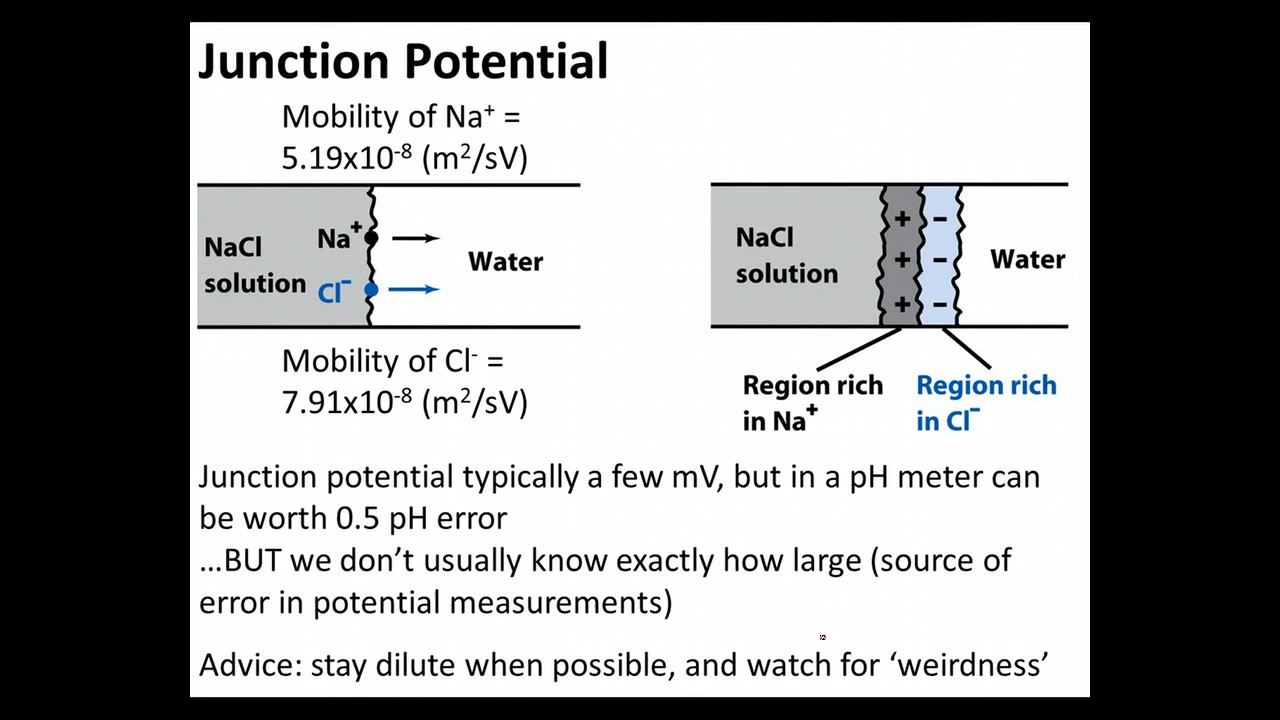 Junction Potential
Mobility of Na⁺ =
5.19x10⁻⁸ (m²/sV)
NaCl
solution
Na⁺
Cl⁻
Water
Mobility of Cl⁻ =
7.91x10⁻⁸ (m²/sV)
NaCl
solution
+ −
+ −
+ −
Water
Region rich
in Na⁺
Region rich
in Cl⁻
Junction potential typically a few mV, but in a pH meter can
be worth 0.5 pH error
...BUT we don’t usually know exactly how large (source of
error in potential measurements)
Advice: stay dilute when possible, and watch for ‘weirdness’